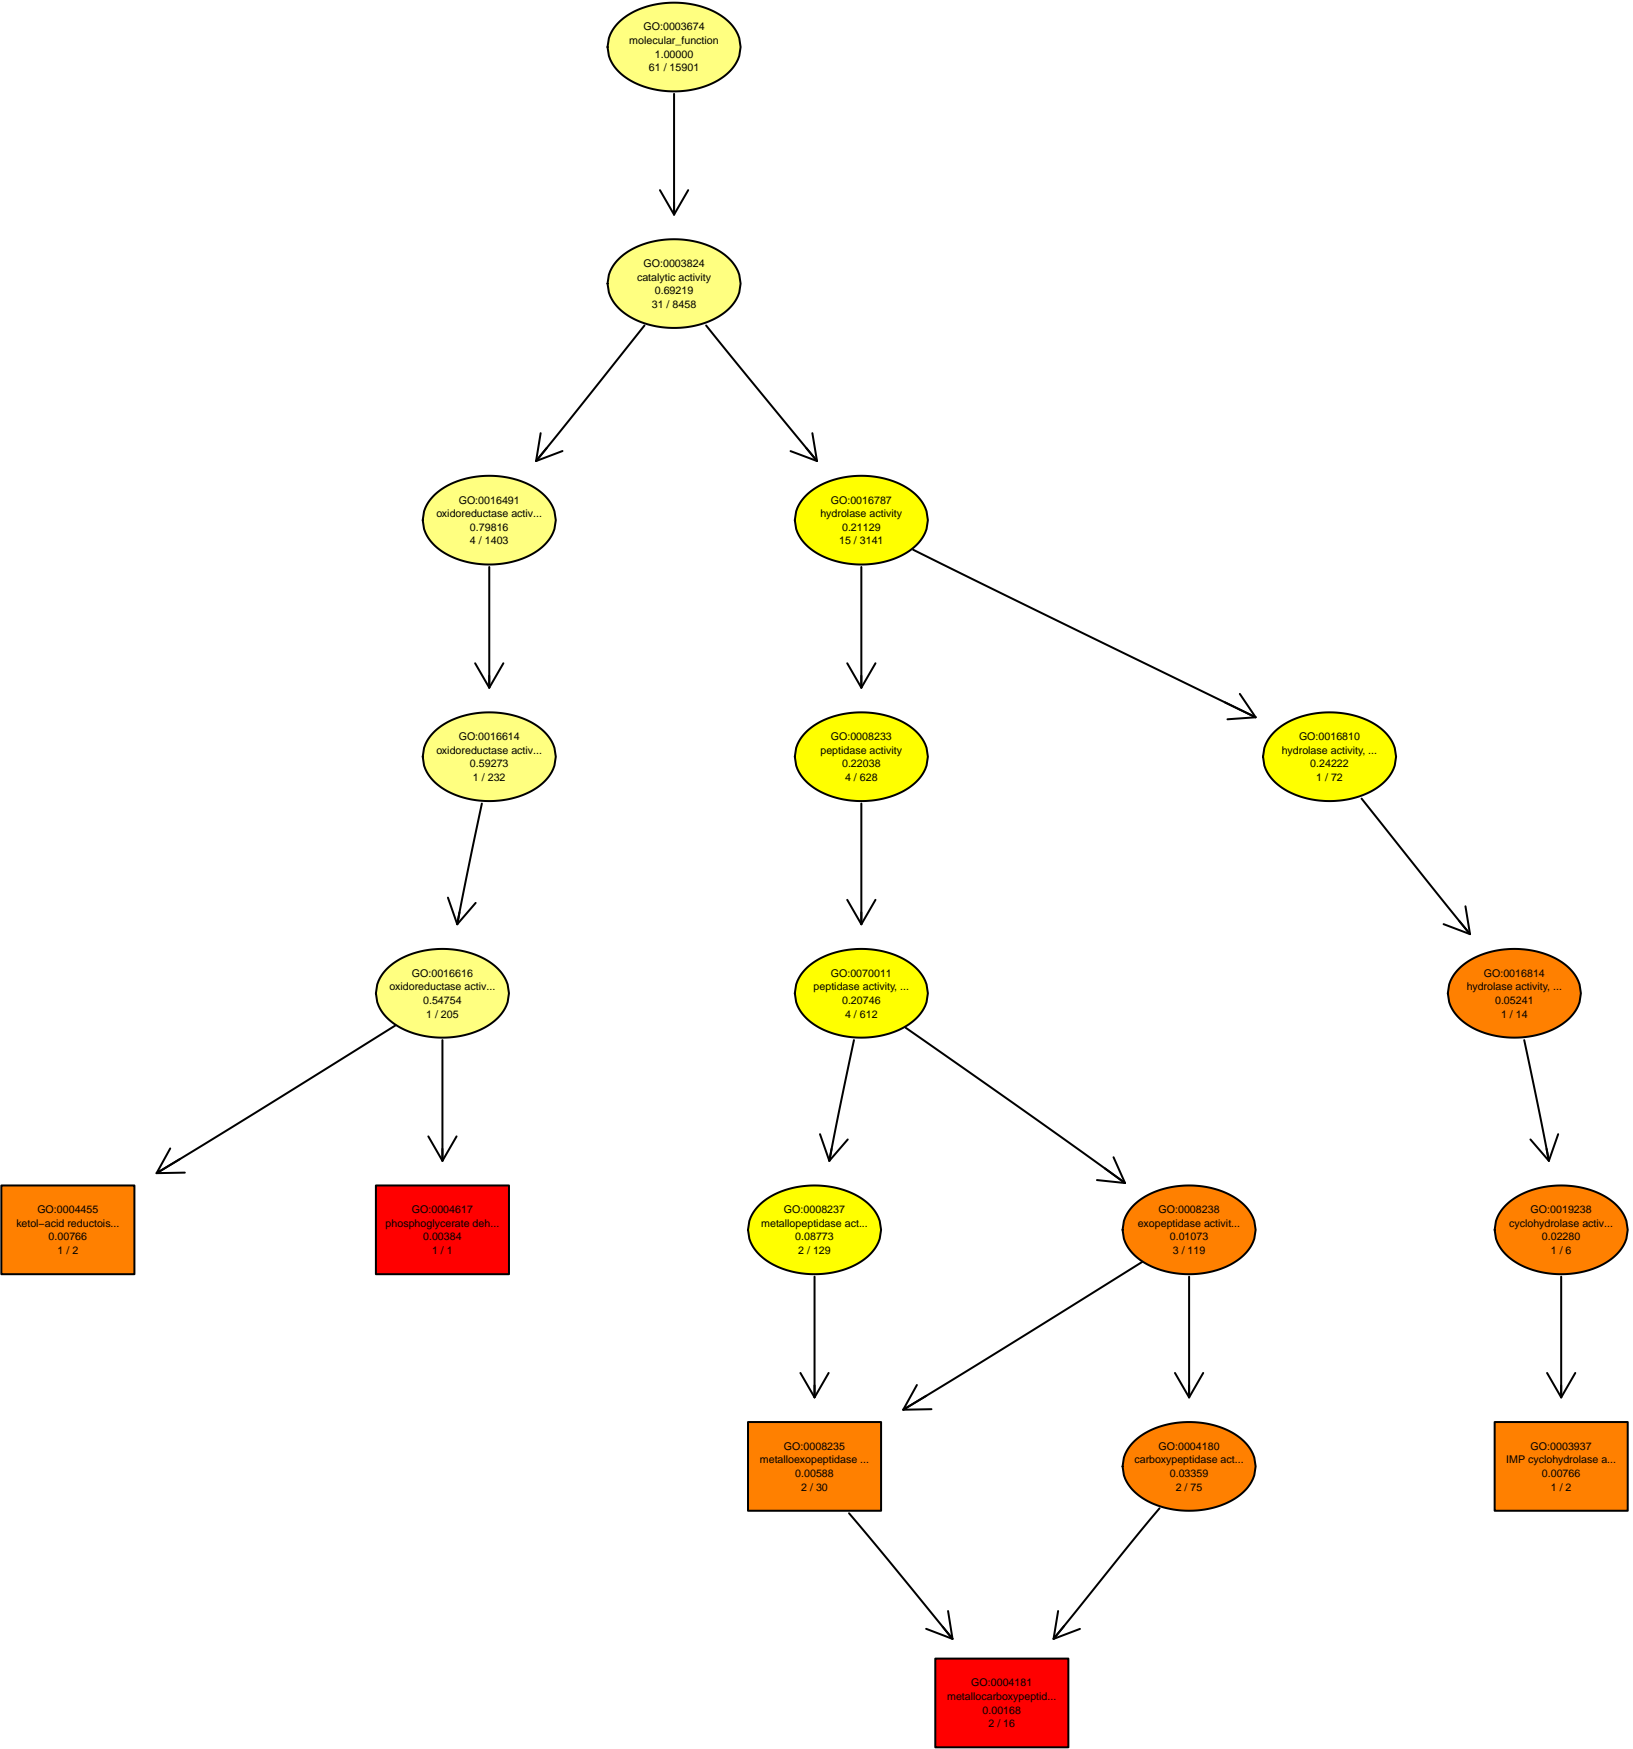 GO:0003674
molecular_function
1.00000
61 / 15901
GO:0003824
catalytic activity
0.69219
31 / 8458
GO:0016491
oxidoreductase activ...
0.79816
4 / 1403
GO:0016787
hydrolase activity
0.21129
15 / 3141
GO:0016614
oxidoreductase activ...
0.59273
1 / 232
GO:0008233
peptidase activity
0.22038
4 / 628
GO:0016810
hydrolase activity, ...
0.24222
1 / 72
GO:0016616
oxidoreductase activ...
0.54754
1 / 205
GO:0070011
peptidase activity, ...
0.20746
4 / 612
GO:0016814
hydrolase activity, ...
0.05241
1 / 14
GO:0004455
ketol−acid reductois...
0.00766
1 / 2
GO:0004617
phosphoglycerate deh...
0.00384
1 / 1
GO:0008237
metallopeptidase act...
0.08773
2 / 129
GO:0008238
exopeptidase activit...
0.01073
3 / 119
GO:0019238
cyclohydrolase activ...
0.02280
1 / 6
GO:0008235
metalloexopeptidase ...
0.00588
2 / 30
GO:0004180
carboxypeptidase act...
0.03359
2 / 75
GO:0003937
IMP cyclohydrolase a...
0.00766
1 / 2
GO:0004181
metallocarboxypeptid...
0.00168
2 / 16